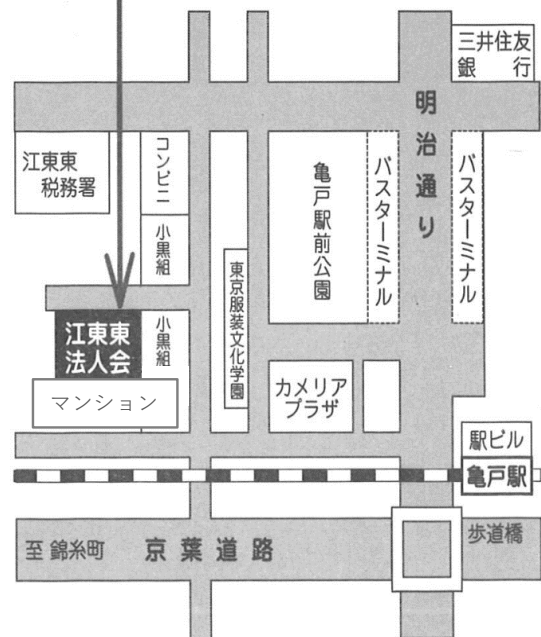 三井住友
銀　行
明治通り
江東東
税務署
コンビニ
小黒組
亀戸駅前公園
バスターミナル
バスターミナル
東京服装文化学園
江東東
法人会
小黒組
マンション
カメリア
プラザ
駅ビル
亀戸駅
歩道橋
至 錦糸町
京葉道路